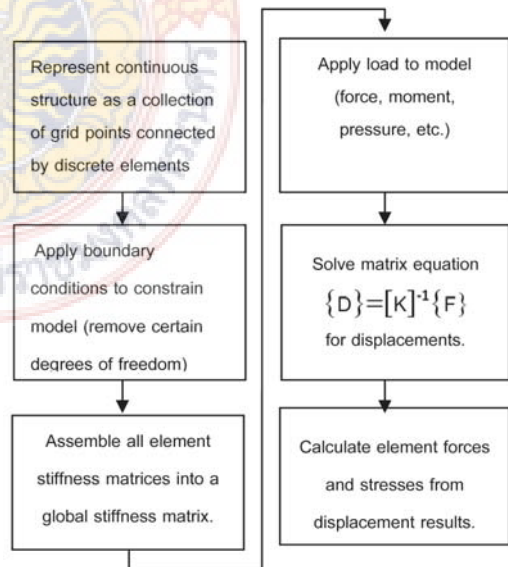 Represent continuous
structure as a collection
of grid points connected
by discrete elements
Apply boundary
conditions to constrain
model (remove certain
degrees of freedom)
Assemble all element
stiffness matrices into a
global stiffness matrix.
Apply load to model
(force, moment,
pressure, etc.)
Solve matrix equation
{D}=[K]⁻¹{F}
for displacements.
Calculate element forces
and stresses from
displacement results.